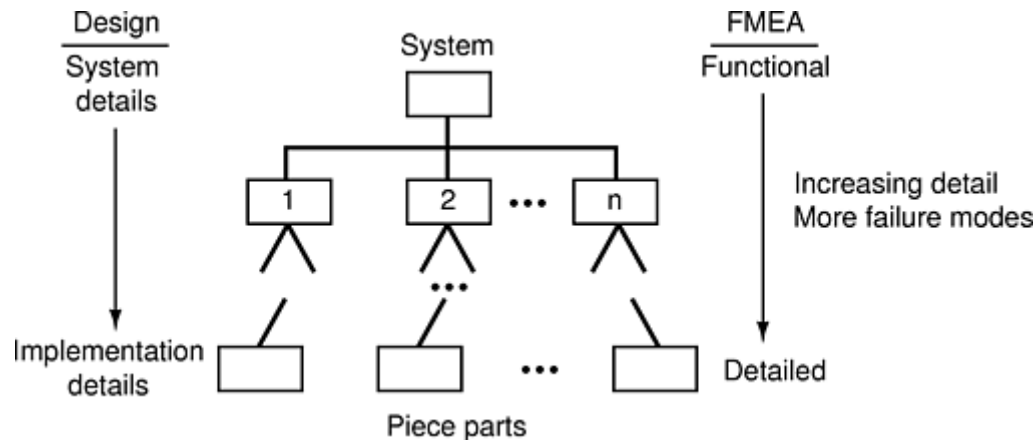 Design
System
details
Implementation
details
System
1
2
•••
n
•••
•••
Piece parts
FMEA
Functional
Increasing detail
More failure modes
Detailed